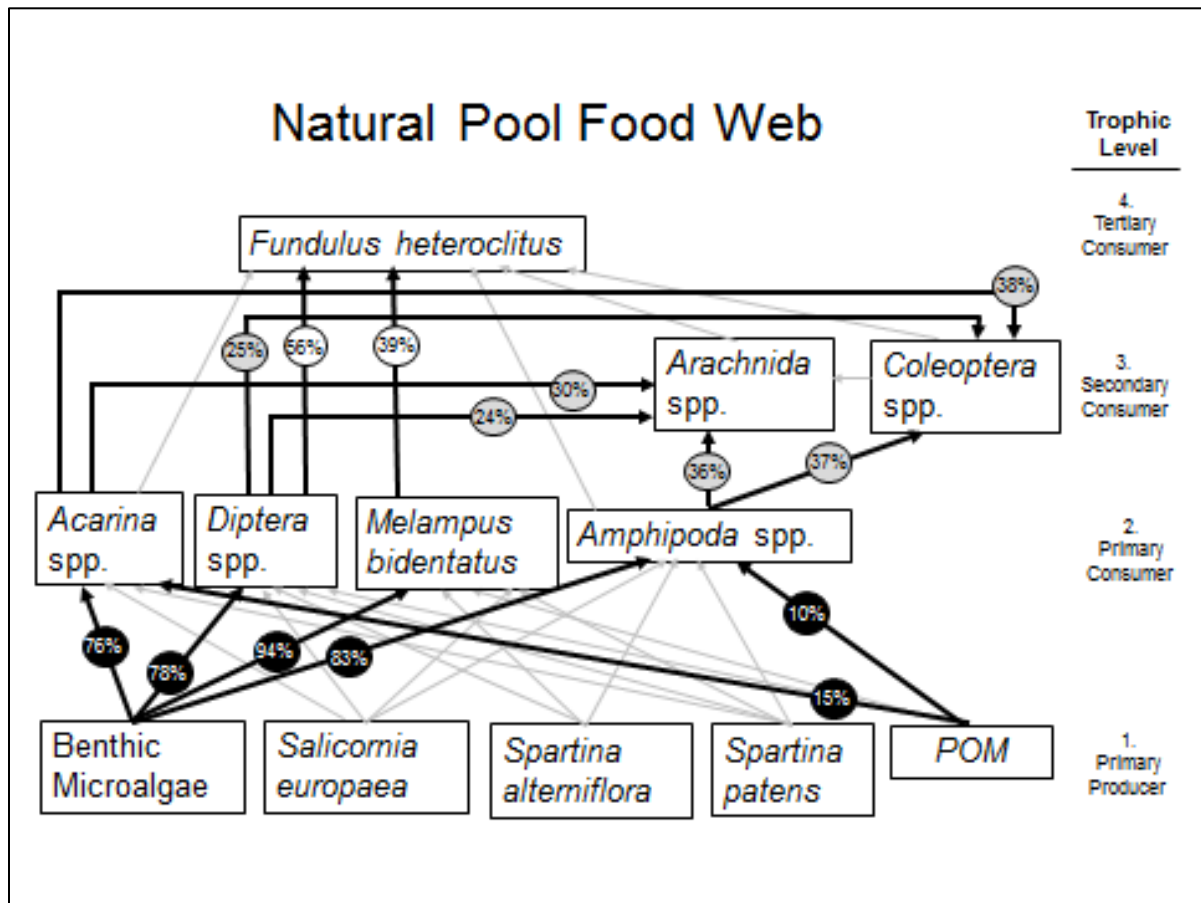 Natural Pool Food Web
Trophic
Level
4.
Tertiary
Consumer
Fundulus heteroclitus
38%
25%
56%
39%
Arachnida
spp.
Coleoptera
spp.
3.
Secondary
Consumer
30%
24%
36%
37%
Acarina
spp.
Diptera
spp.
Melampus
bidentatus
Amphipoda spp.
2.
Primary
Consumer
76%
78%
94%
83%
10%
15%
Benthic
Microalgae
Salicornia
europaea
Spartina
alterniflora
Spartina
patens
POM
1.
Primary
Producer